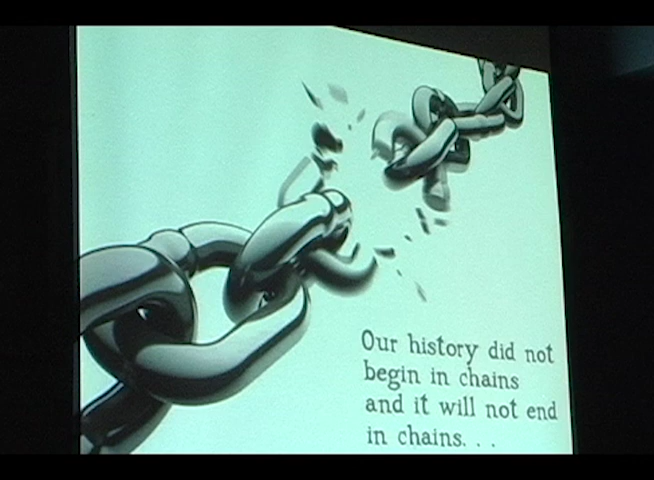 Our history did not
begin in chains
and it will not end
in chains. . .